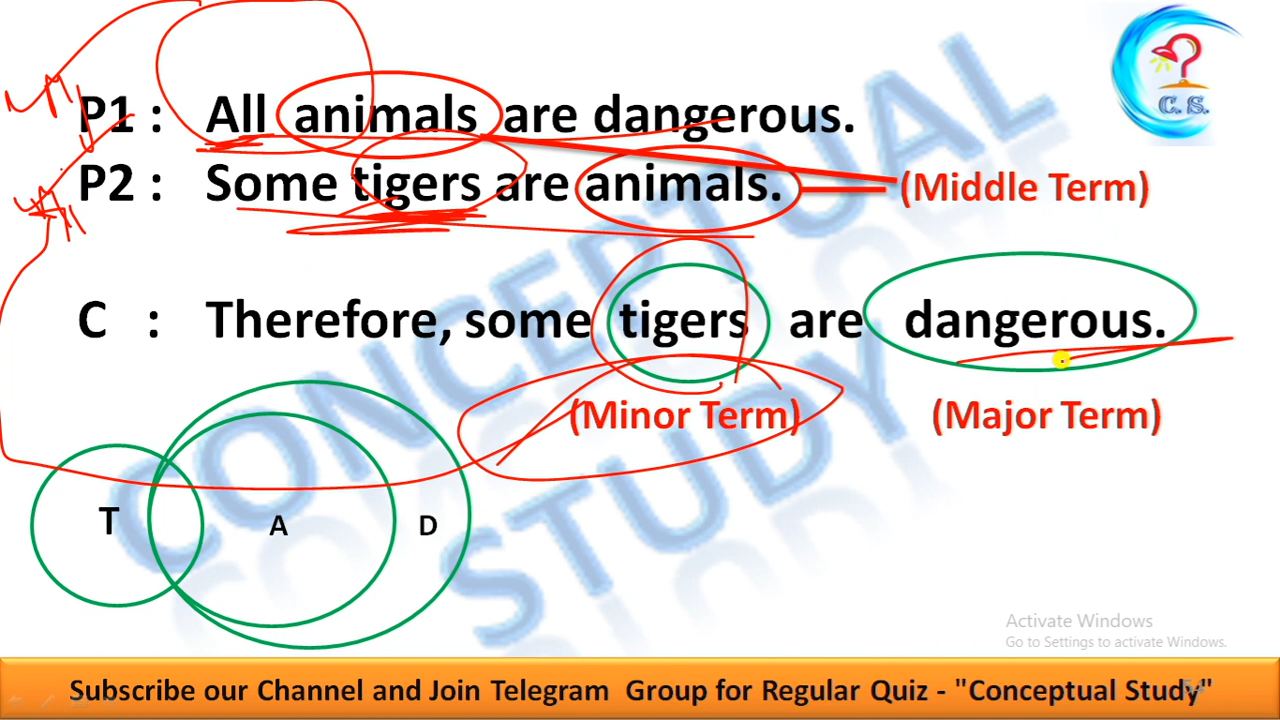 C. S.
P1 : All animals are dangerous.
P2 : Some tigers are animals.
(Middle Term)
C : Therefore, some tigers are dangerous.
(Minor Term) (Major Term)
T A D
CONCEPTUAL
STUDY
Activate Windows
Go to Settings to activate Windows.
Subscribe our Channel and Join Telegram Group for Regular Quiz - "Conceptual Study"